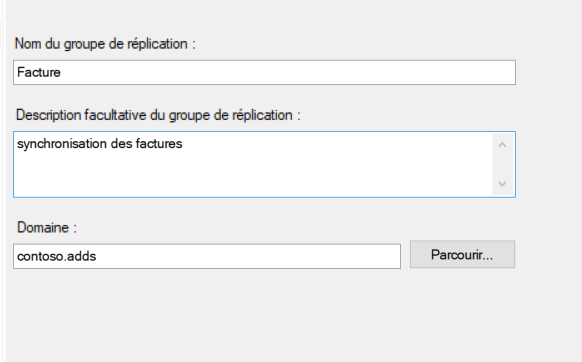 Nom du groupe de réplication :
Facture
Description facultative du groupe de réplication :
synchronisation des factures
Domaine :
contoso.adds
Parcourir...